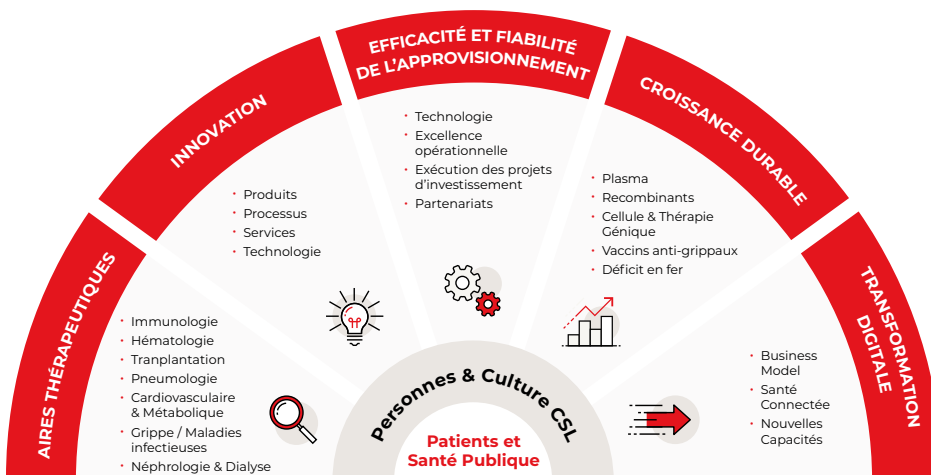 AIRES THÉRAPEUTIQUES
• Immunologie
• Hématologie
• Tranplantation
• Pneumologie
• Cardiovasculaire
& Métabolique
• Grippe / Maladies
infectieuses
• Néphrologie & Dialyse
INNOVATION
• Produits
• Processus
• Services
• Technologie
EFFICACITÉ ET FIABILITÉ
DE L'APPROVISIONNEMENT
• Technologie
• Excellence
opérationnelle
• Exécution des projets
d'investissement
• Partenariats
CROISSANCE DURABLE
• Plasma
• Recombinants
• Cellule & Thérapie
Génique
• Vaccins anti-grippaux
• Déficit en fer
TRANSFORMATION
DIGITALE
• Business
Model
• Santé
Connectée
• Nouvelles
Capacités
Personnes & Culture CSL
Patients et
Santé Publique